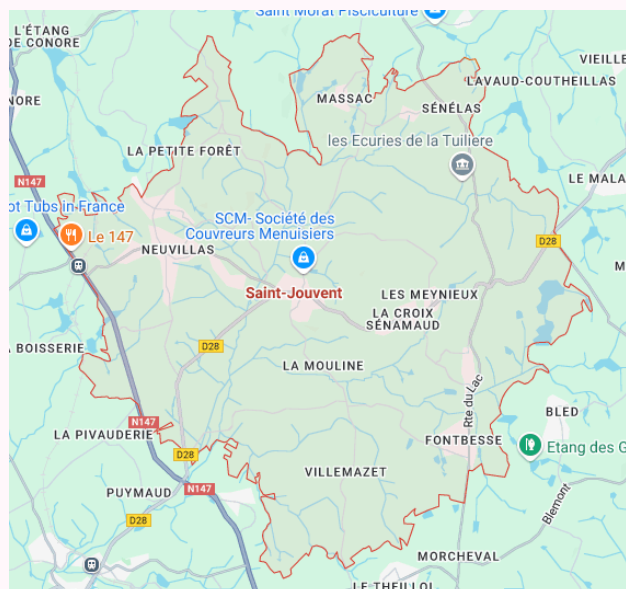 Saint Morat Pisciculture
L'ÉTANG
DE CONORE
VIEILLE
LAVAUD-COUTHEILLAS
MASSAC
SÉNÉLAS
NORE
les Ecuries de la Tuiliere
LA PETITE FORÊT
N147
LE MALA
ot Tubs in France
SCM- Société des
Couvreurs Menuisiers
Le 147
NEUVILLAS
D28
M
Saint-Jouvent
LES MEYNIEUX
LA CROIX
SÉNAMAUD
A BOISSERIE
D28
LA MOULINE
Rte du Lac
BLED
N147
LA PIVAUDERIE
FONTBESSE
Etang des G
D28
VILLEMAZET
N147
PUYMAUD
Blemont
D28
MORCHEVAL
LE THEILLOL